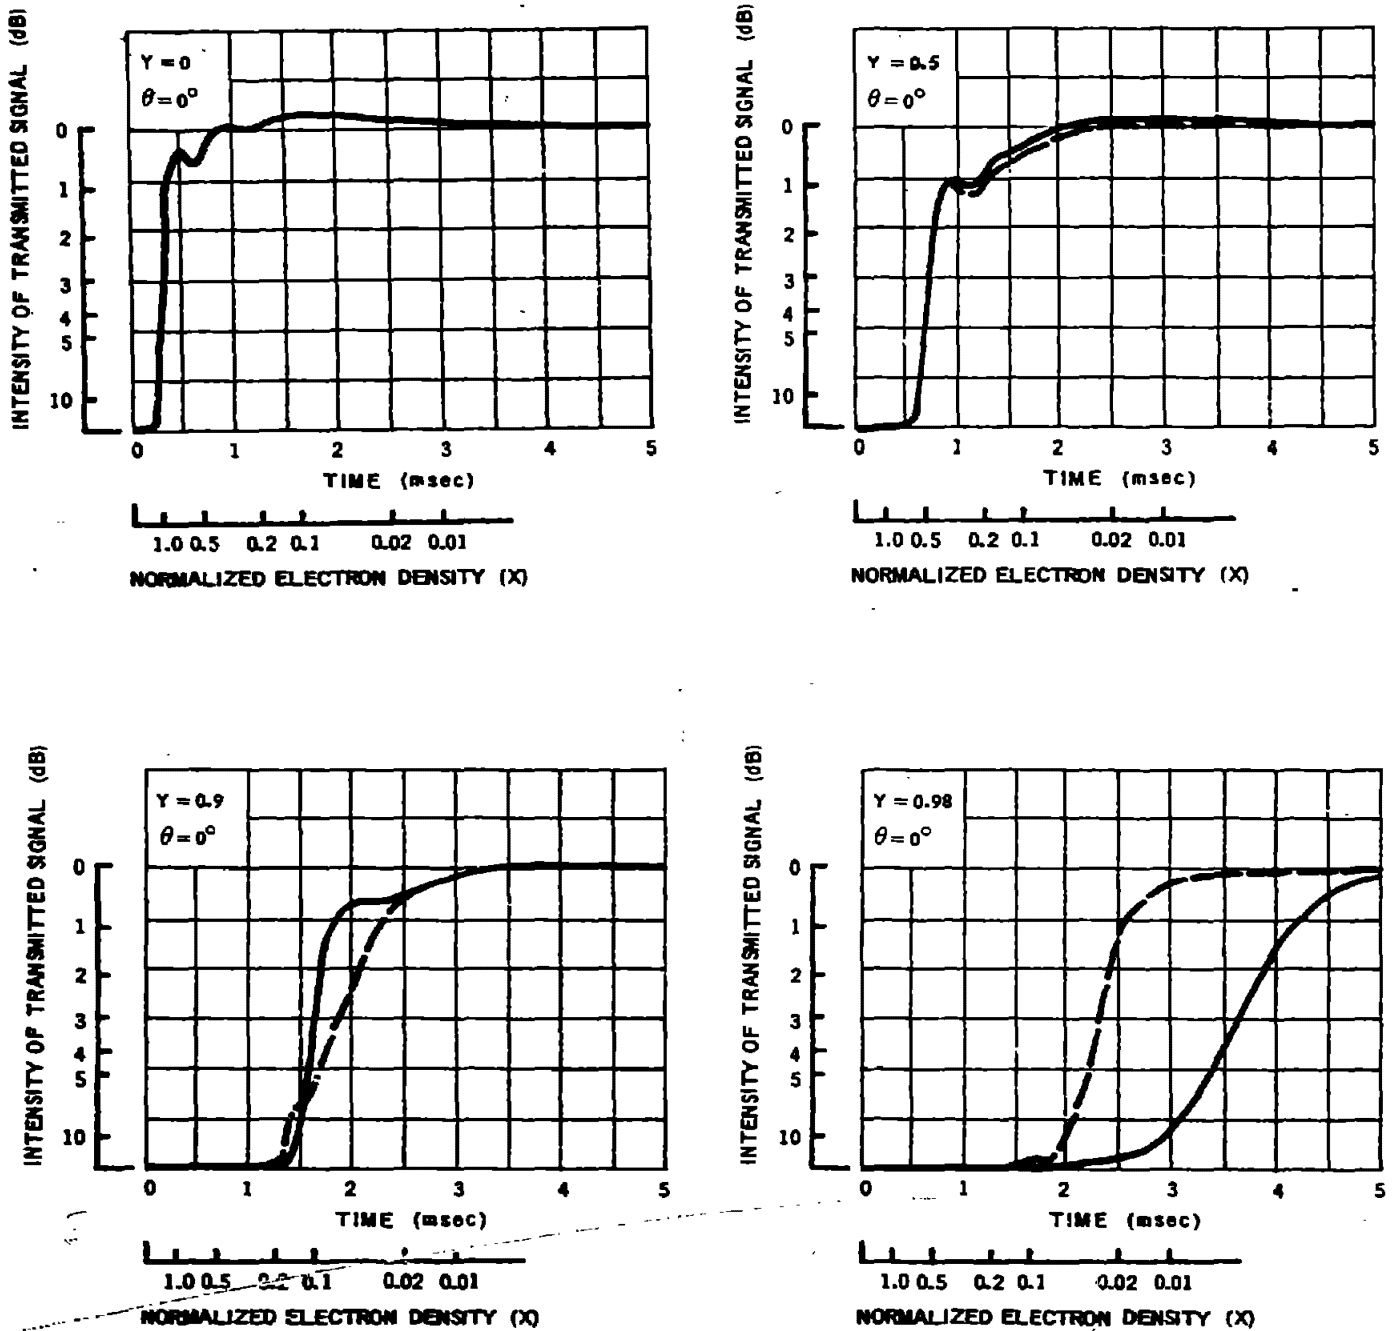 INTENSITY OF TRANSMITTED SIGNAL (dB)
Y = 0
θ = 0°
0
1
2
3
4
5
10
0 1 2 3 4 5
TIME (msec)
1.0 0.5 0.2 0.1 0.02 0.01
NORMALIZED ELECTRON DENSITY (X)
INTENSITY OF TRANSMITTED SIGNAL (dB)
Y = 0.5
θ = 0°
0
1
2
3
4
5
10
0 1 2 3 4 5
TIME (msec)
1.0 0.5 0.2 0.1 0.02 0.01
NORMALIZED ELECTRON DENSITY (X)
INTENSITY OF TRANSMITTED SIGNAL (dB)
Y = 0.9
θ = 0°
0
1
2
3
4
5
10
0 1 2 3 4 5
TIME (msec)
1.0 0.5 0.2 0.1 0.02 0.01
NORMALIZED ELECTRON DENSITY (X)
INTENSITY OF TRANSMITTED SIGNAL (dB)
Y = 0.98
θ = 0°
0
1
2
3
4
5
10
0 1 2 3 4 5
TIME (msec)
1.0 0.5 0.2 0.1 0.02 0.01
NORMALIZED ELECTRON DENSITY (X)